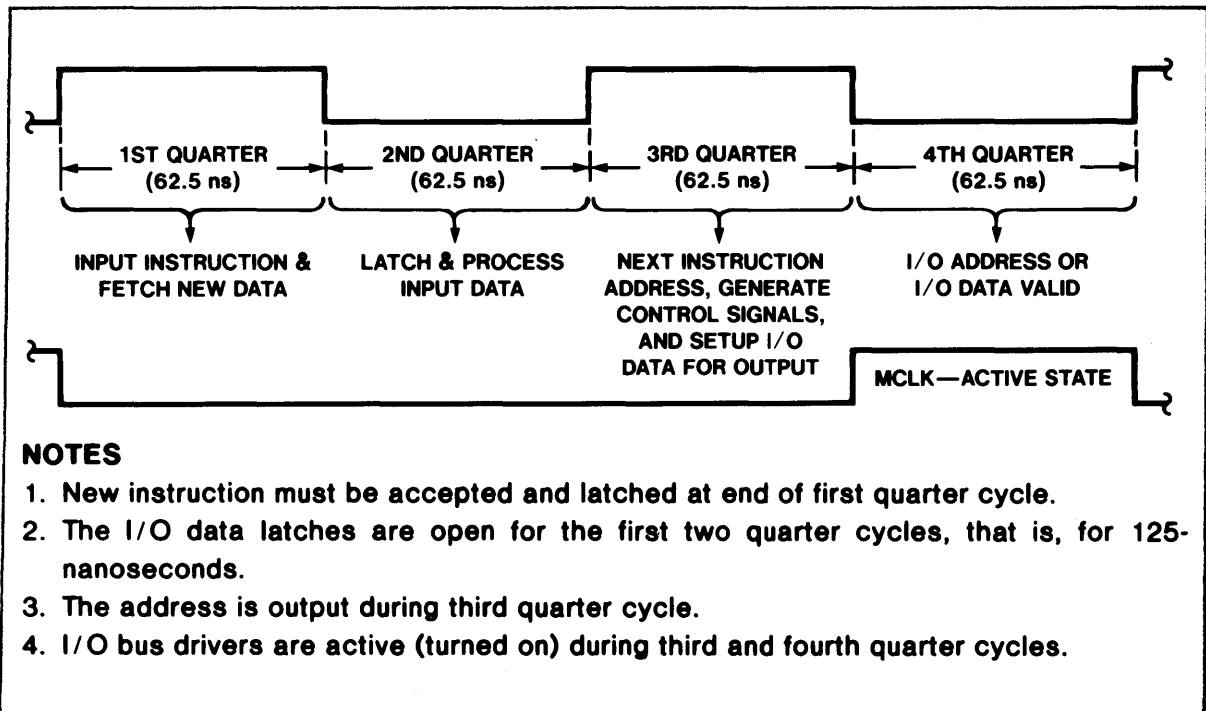 1ST QUARTER
(62.5 ns)
2ND QUARTER
(62.5 ns)
3RD QUARTER
(62.5 ns)
4TH QUARTER
(62.5 ns)
INPUT INSTRUCTION &
FETCH NEW DATA
LATCH & PROCESS
INPUT DATA
NEXT INSTRUCTION
ADDRESS, GENERATE
CONTROL SIGNALS,
AND SETUP I/O
DATA FOR OUTPUT
I/O ADDRESS OR
I/O DATA VALID
MCLK—ACTIVE STATE
NOTES
1. New instruction must be accepted and latched at end of first quarter cycle.
2. The I/O data latches are open for the first two quarter cycles, that is, for 125-
nanoseconds.
3. The address is output during third quarter cycle.
4. I/O bus drivers are active (turned on) during third and fourth quarter cycles.